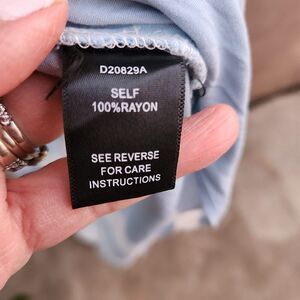 D20829A
SELF
100%RAYON
SEE REVERSE
FOR CARE
INSTRUCTIONS